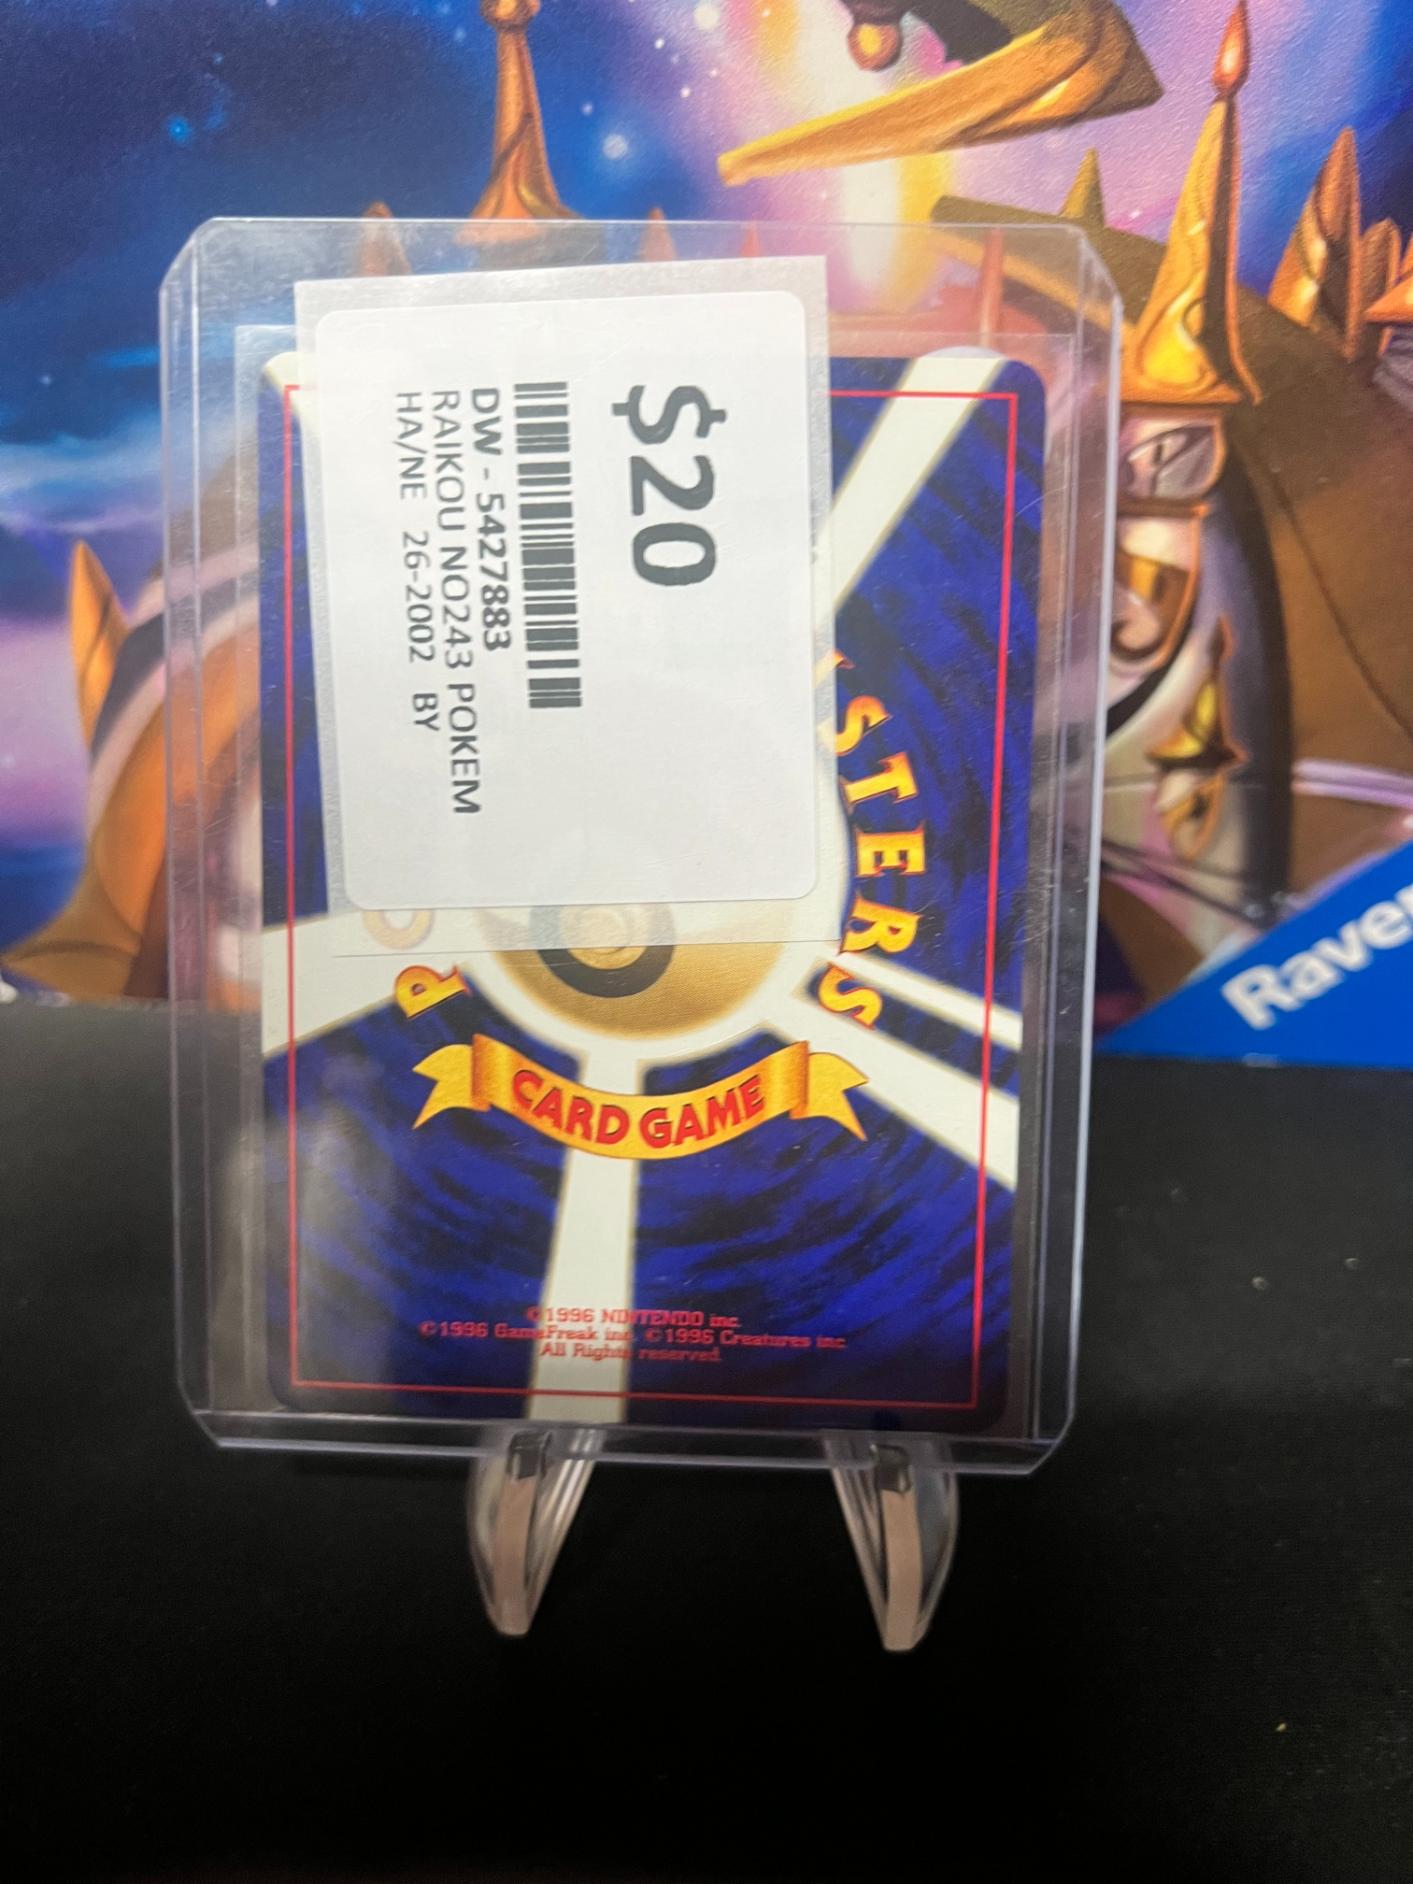 $20
DW - 5427883
RAIKOU NO243 POKEM
HA/NE 26-2002 BY
STERS
CARD GAME
©1996 NINTENDO inc.
©1996 GameFreak inc. ©1996 Creatures inc.
All Rights reserved.
Raven